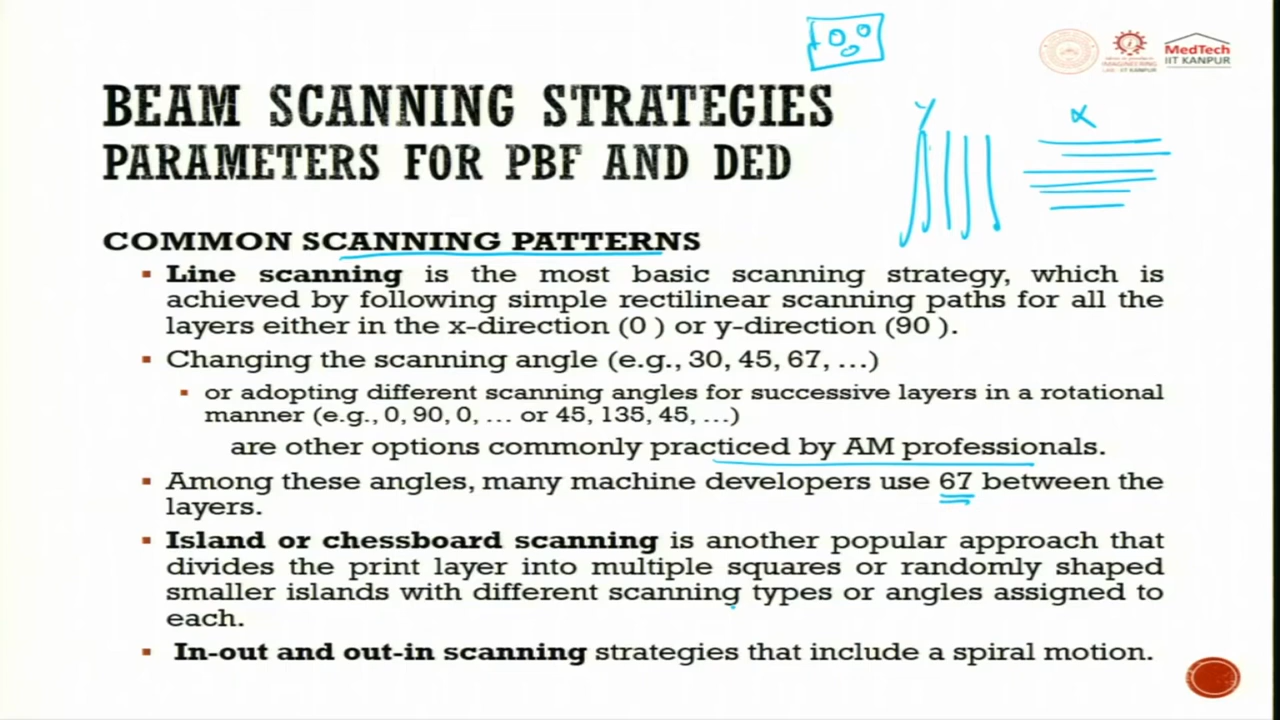 MedTech
IIT KANPUR
IMAGINEERING
LAB - IIT KANPUR
BEAM SCANNING STRATEGIES
PARAMETERS FOR PBF AND DED
y
x
COMMON SCANNING PATTERNS
Line scanning is the most basic scanning strategy, which is
achieved by following simple rectilinear scanning paths for all the
layers either in the x-direction (0 ) or y-direction (90 ).
Changing the scanning angle (e.g., 30, 45, 67, …)
or adopting different scanning angles for successive layers in a rotational
manner (e.g., 0, 90, 0, … or 45, 135, 45, …)
are other options commonly practiced by AM professionals.
Among these angles, many machine developers use 67 between the
layers.
Island or chessboard scanning is another popular approach that
divides the print layer into multiple squares or randomly shaped
smaller islands with different scanning types or angles assigned to
each.
In-out and out-in scanning strategies that include a spiral motion.